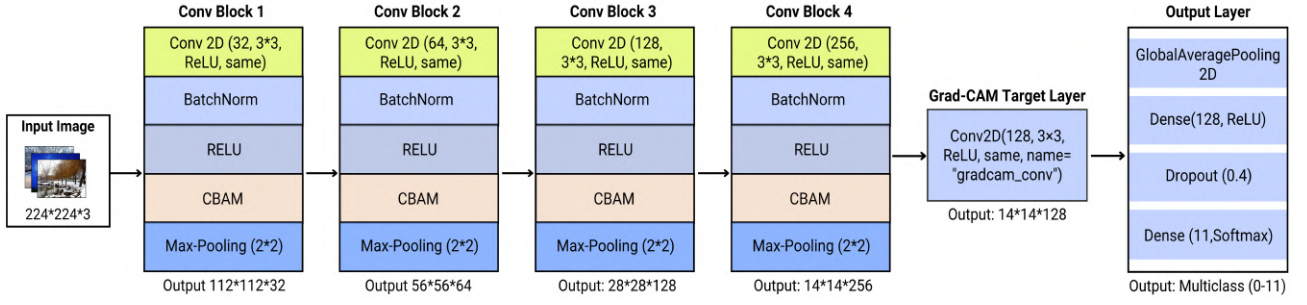 Input Image
224*224*3
Conv Block 1
Conv 2D (32, 3*3,
ReLU, same)
BatchNorm
RELU
CBAM
Max-Pooling (2*2)
Output 112*112*32
Conv Block 2
Conv 2D (64, 3*3,
ReLU, same)
BatchNorm
RELU
CBAM
Max-Pooling (2*2)
Output 56*56*64
Conv Block 3
Conv 2D (128,
3*3, ReLU, same)
BatchNorm
RELU
CBAM
Max-Pooling (2*2)
Output: 28*28*128
Conv Block 4
Conv 2D (256,
3*3, ReLU, same)
BatchNorm
RELU
CBAM
Max-Pooling (2*2)
Output: 14*14*256
Grad-CAM Target Layer
Conv2D(128, 3×3,
ReLU, same, name=
"gradcam_conv")
Output: 14*14*128
Output Layer
GlobalAveragePooling
2D
Dense(128, ReLU)
Dropout (0.4)
Dense (11,Softmax)
Output: Multiclass (0-11)